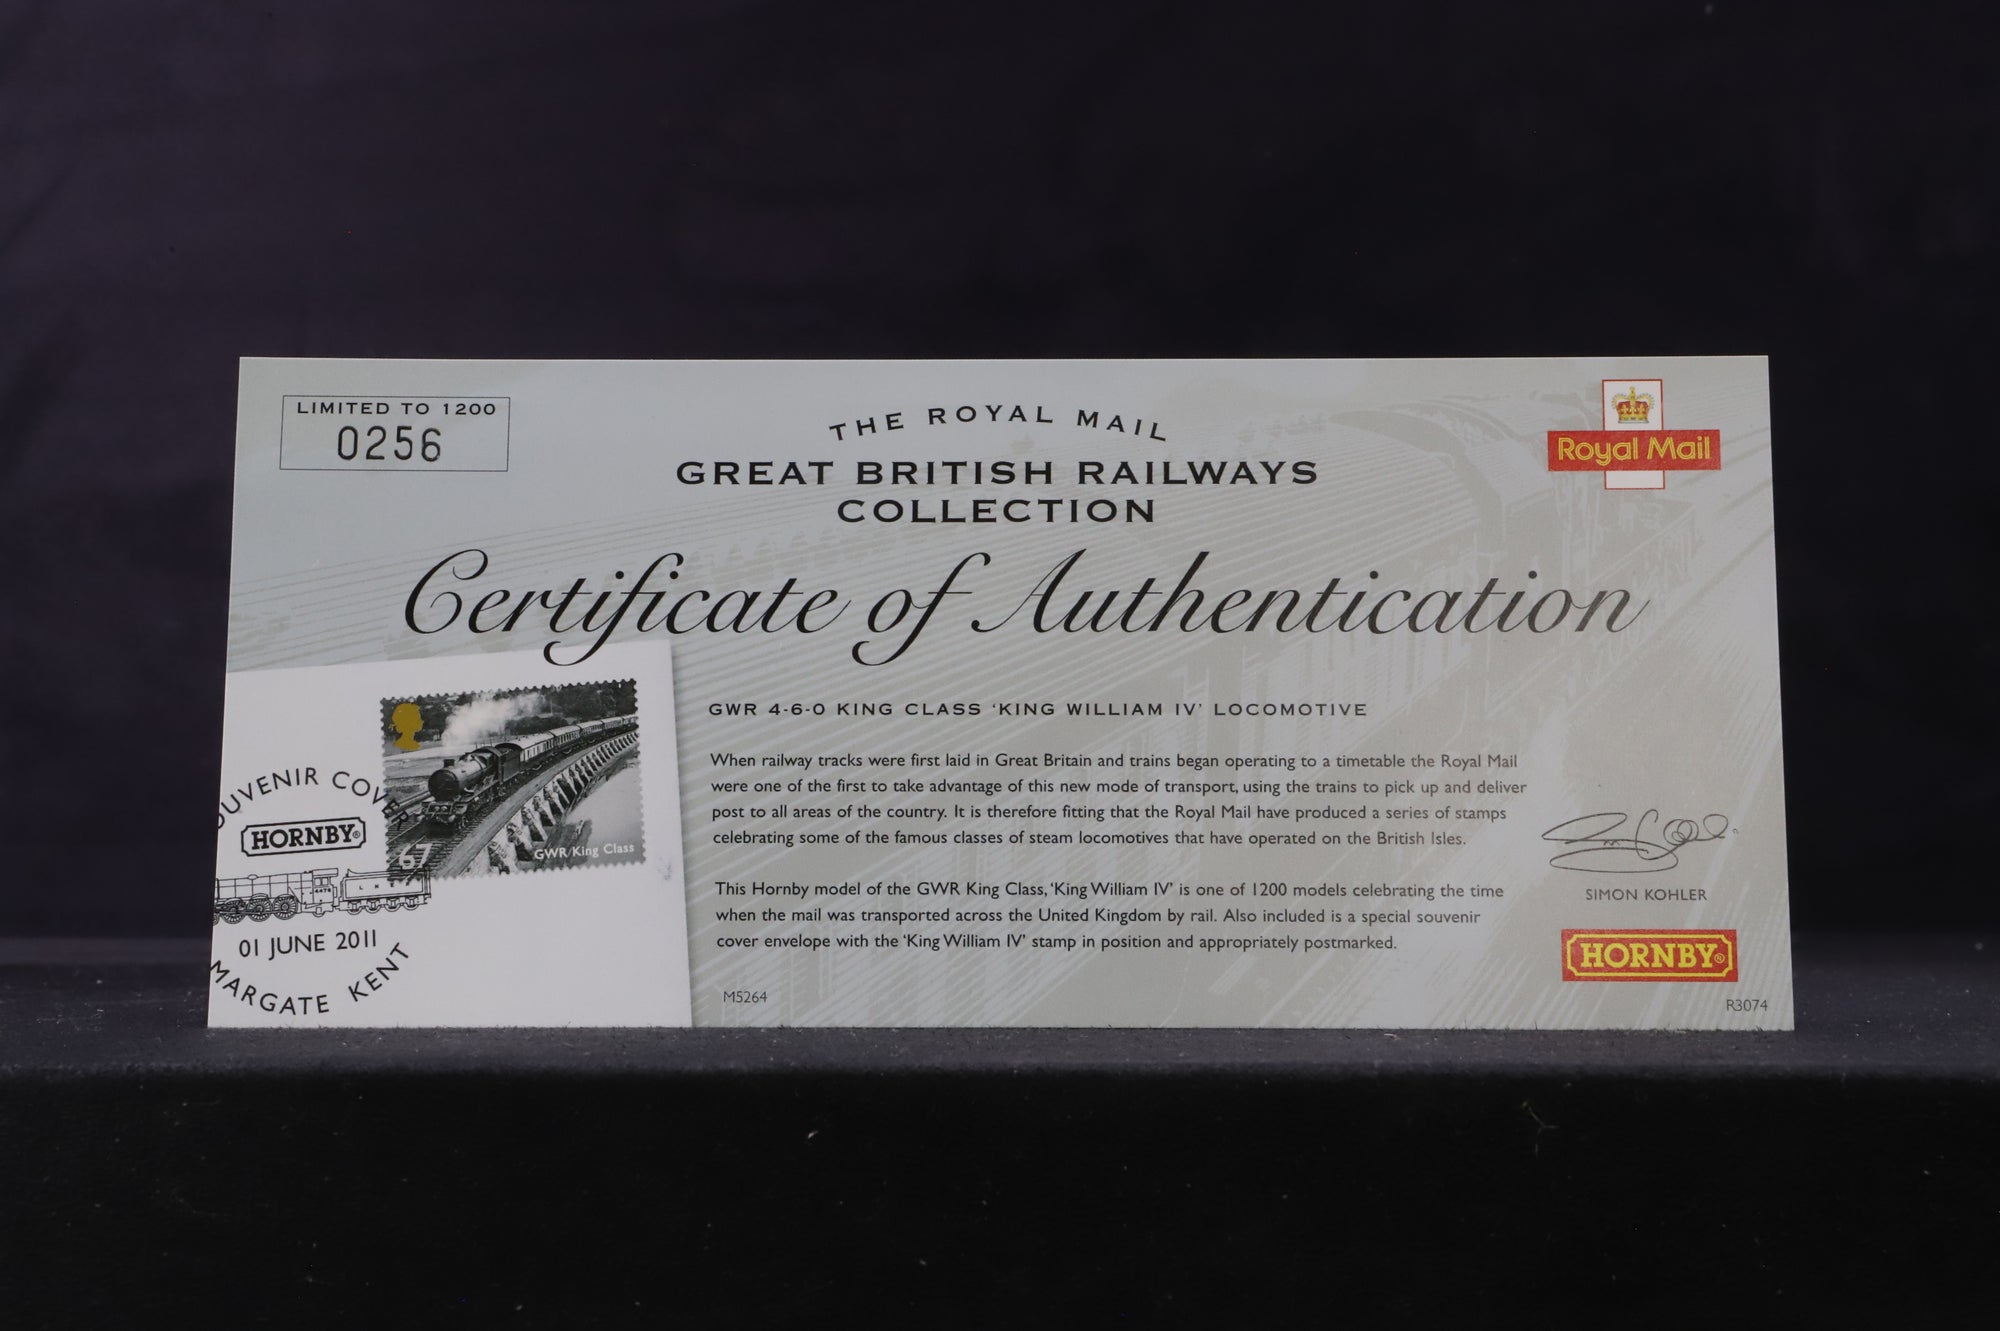 LIMITED TO 1200
0256
THE ROYAL MAIL
GREAT BRITISH RAILWAYS
COLLECTION
Royal Mail
Certificate of Authentication
GWR 4-6-0 KING CLASS 'KING WILLIAM IV' LOCOMOTIVE
When railway tracks were first laid in Great Britain and trains began operating to a timetable the Royal Mail
were one of the first to take advantage of this new mode of transport, using the trains to pick up and deliver
post to all areas of the country. It is therefore fitting that the Royal Mail have produced a series of stamps
celebrating some of the famous classes of steam locomotives that have operated on the British Isles.
This Hornby model of the GWR King Class, 'King William IV' is one of 1200 models celebrating the time
when the mail was transported across the United Kingdom by rail. Also included is a special souvenir
cover envelope with the 'King William IV' stamp in position and appropriately postmarked.
M5264
SIMON KOHLER
HORNBY®
R3074
67
GWR King Class
OUVENIR COVER
HORNBY®
01 JUNE 2011
MARGATE KENT